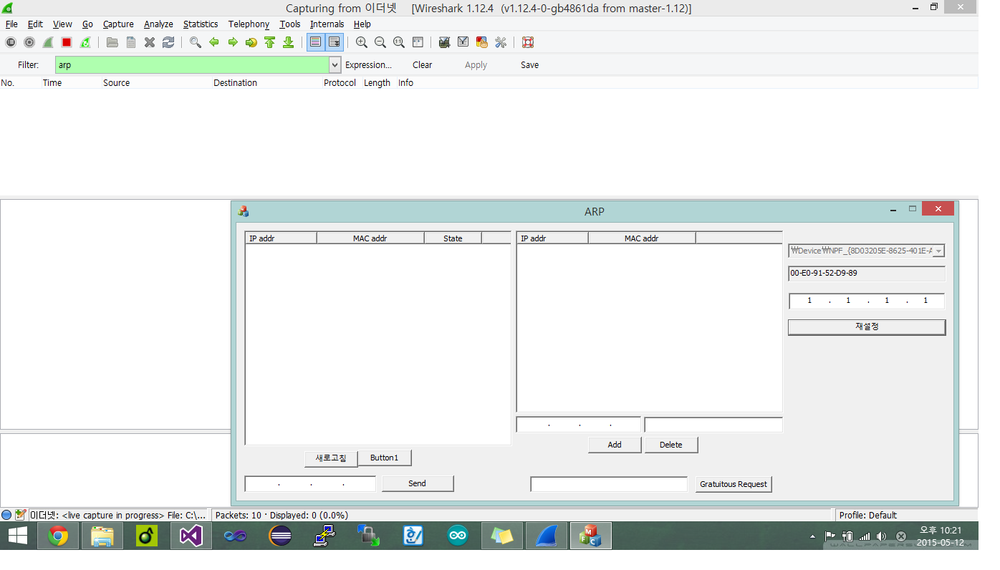 Capturing from 이더넷 [Wireshark 1.12.4 (v1.12.4-0-gb4861da from master-1.12)]
File Edit View Go Capture Analyze Statistics Telephony Tools Internals Help
Filter: arp Expression... Clear Apply Save
No. Time Source Destination Protocol Length Info
ARP
IP addr MAC addr State IP addr MAC addr
₩Device₩NPF_{8D03205E-8625-401E-A
00-E0-91-52-D9-89
1 . 1 . 1 . 1
재설정
. . .
Add Delete
새로고침 Button1
. . . Send Gratuitous Request
이더넷: <live capture in progress> File: C:\... Packets: 10 · Displayed: 0 (0.0%) Profile: Default
오후 10:21
2015-05-12